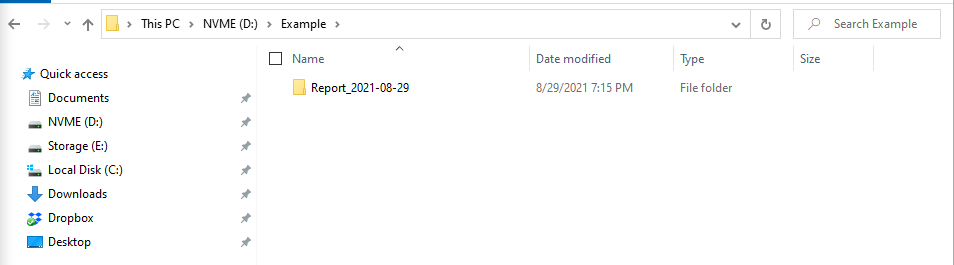 This PC > NVME (D:) > Example
Search Example
Name Date modified Type Size
Quick access
Report_2021-08-29 8/29/2021 7:15 PM File folder
Documents
NVME (D:)
Storage (E:)
Local Disk (C:)
Downloads
Dropbox
Desktop